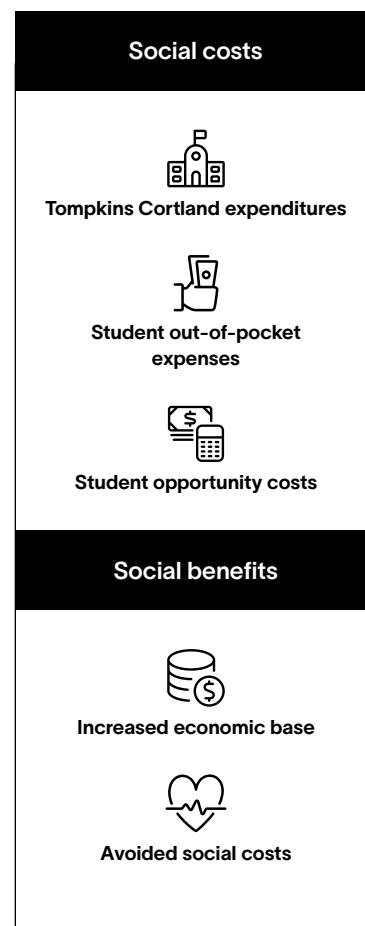 Social costs
Tompkins Cortland expenditures
Student out-of-pocket
expenses
Student opportunity costs
Social benefits
Increased economic base
Avoided social costs